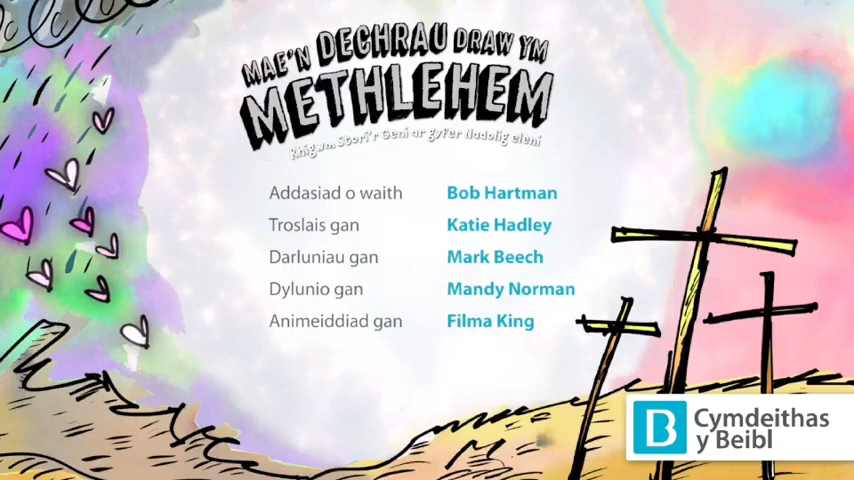 MAE'N DECHRAU DRAW YM
METHLEHEM
Rhigwm Stori'r Geni ar gyfer Nadolig eleni
Addasiad o waith Bob Hartman
Troslais gan Katie Hadley
Darluniau gan Mark Beech
Dylunio gan Mandy Norman
Animeiddiad gan Filma King
B Cymdeithas
y Beibl